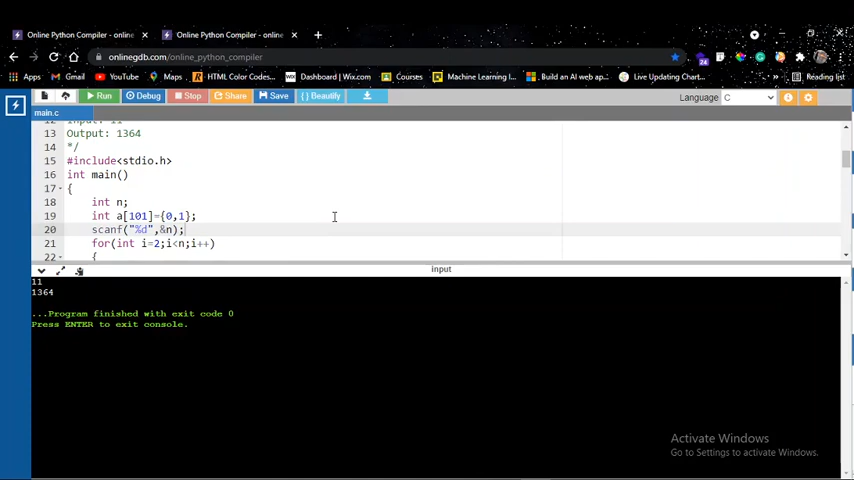 Online Python Compiler - online
Online Python Compiler - online
onlinegdb.com/online_python_compiler
24
Apps Gmail YouTube Maps HTML Color Codes... Dashboard | Wix.com Courses Machine Learning I... Build an AI web ap... Live Updating Chart... Reading list
Run Debug Stop Share Save {} Beautify Language C
main.c
12 Input: 11
13 Output: 1364
14 */
15 #include<stdio.h>
16 int main()
17 {
18 int n;
19 int a[101]={0,1};
20 scanf("%d",&n);
21 for(int i=2;i<n;i++)
22 {
input
11
1364
...Program finished with exit code 0
Press ENTER to exit console.
Activate Windows
Go to Settings to activate Windows.